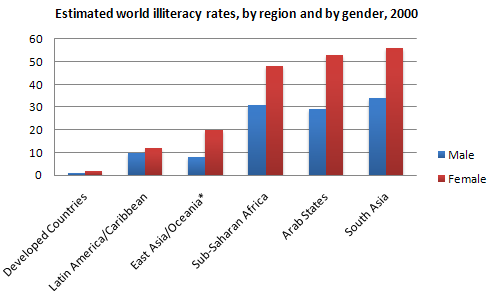 Estimated world illiteracy rates, by region and by gender, 2000
60
50
40
30
20
10
0
Male
Female
Developed Countries
Latin America/Caribbean
East Asia/Oceania*
Sub-Saharan Africa
Arab States
South Asia